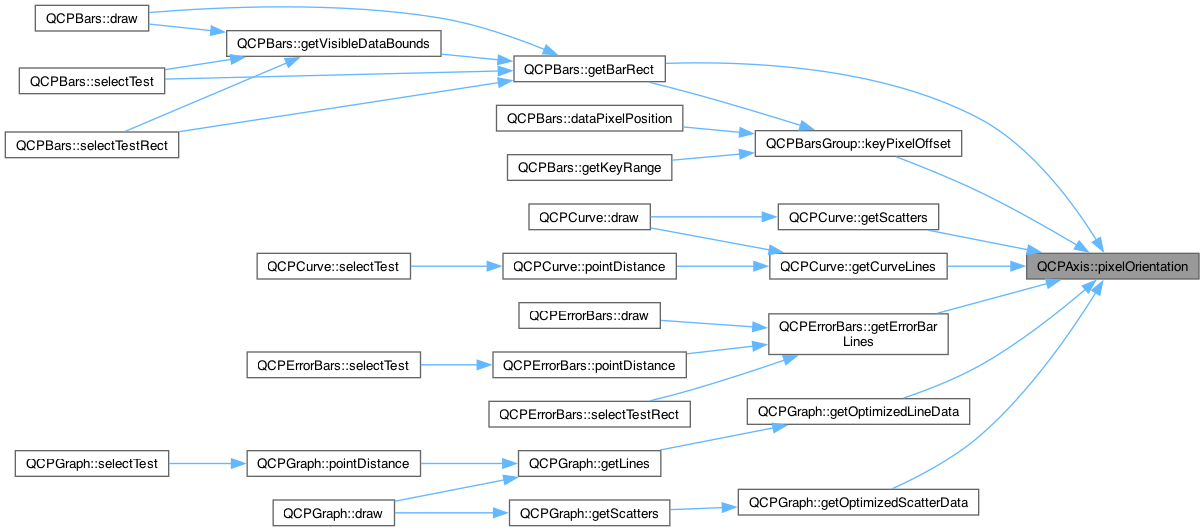 QCPBars::draw
QCPBars::getVisibleDataBounds
QCPBars::selectTest
QCPBars::getBarRect
QCPBars::selectTestRect
QCPBars::dataPixelPosition
QCPBarsGroup::keyPixelOffset
QCPBars::getKeyRange
QCPCurve::draw
QCPCurve::getScatters
QCPCurve::selectTest
QCPCurve::pointDistance
QCPCurve::getCurveLines
QCPAxis::pixelOrientation
QCPErrorBars::draw
QCPErrorBars::getErrorBar
Lines
QCPErrorBars::selectTest
QCPErrorBars::pointDistance
QCPErrorBars::selectTestRect
QCPGraph::getOptimizedLineData
QCPGraph::selectTest
QCPGraph::pointDistance
QCPGraph::getLines
QCPGraph::draw
QCPGraph::getScatters
QCPGraph::getOptimizedScatterData